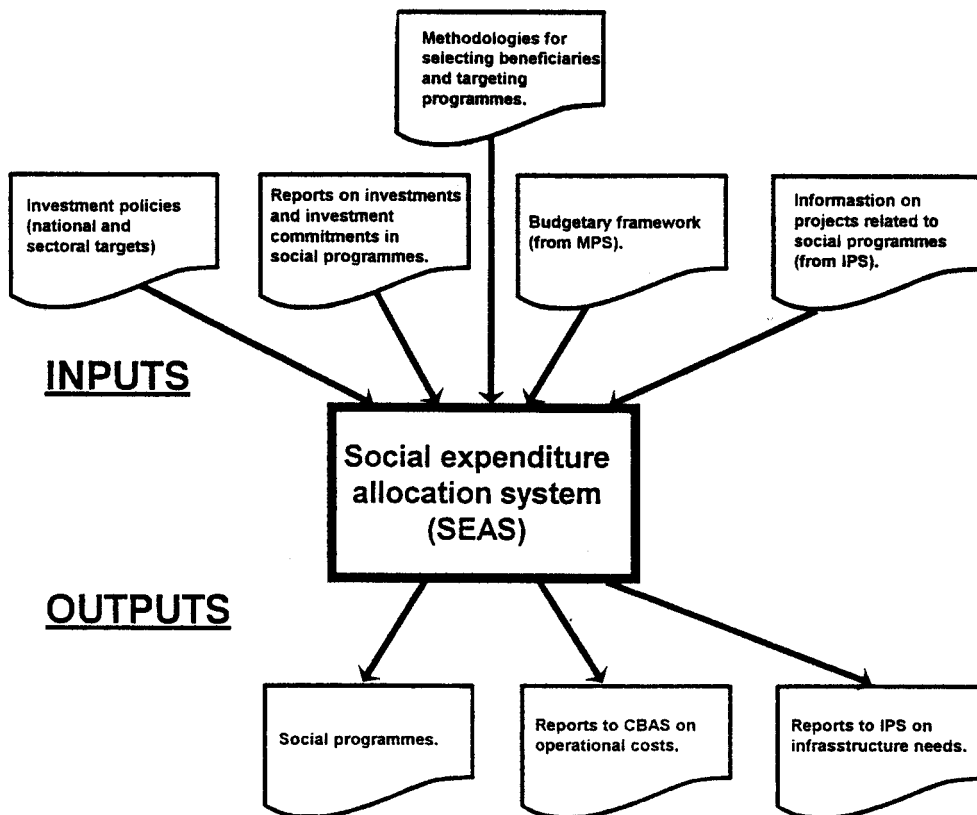 Methodologies for
selecting beneficiaries
and targeting
programmes.
Investment policies
(national and
sectoral targets)
Reports on investments
and investment
commitments in
social programmes.
Budgetary framework
(from MPS).
Informastion on
projects related to
social programmes
(from IPS).
INPUTS
Social expenditure
allocation system
(SEAS)
OUTPUTS
Social programmes.
Reports to CBAS on
operational costs.
Reports to IPS on
infrasstructure needs.